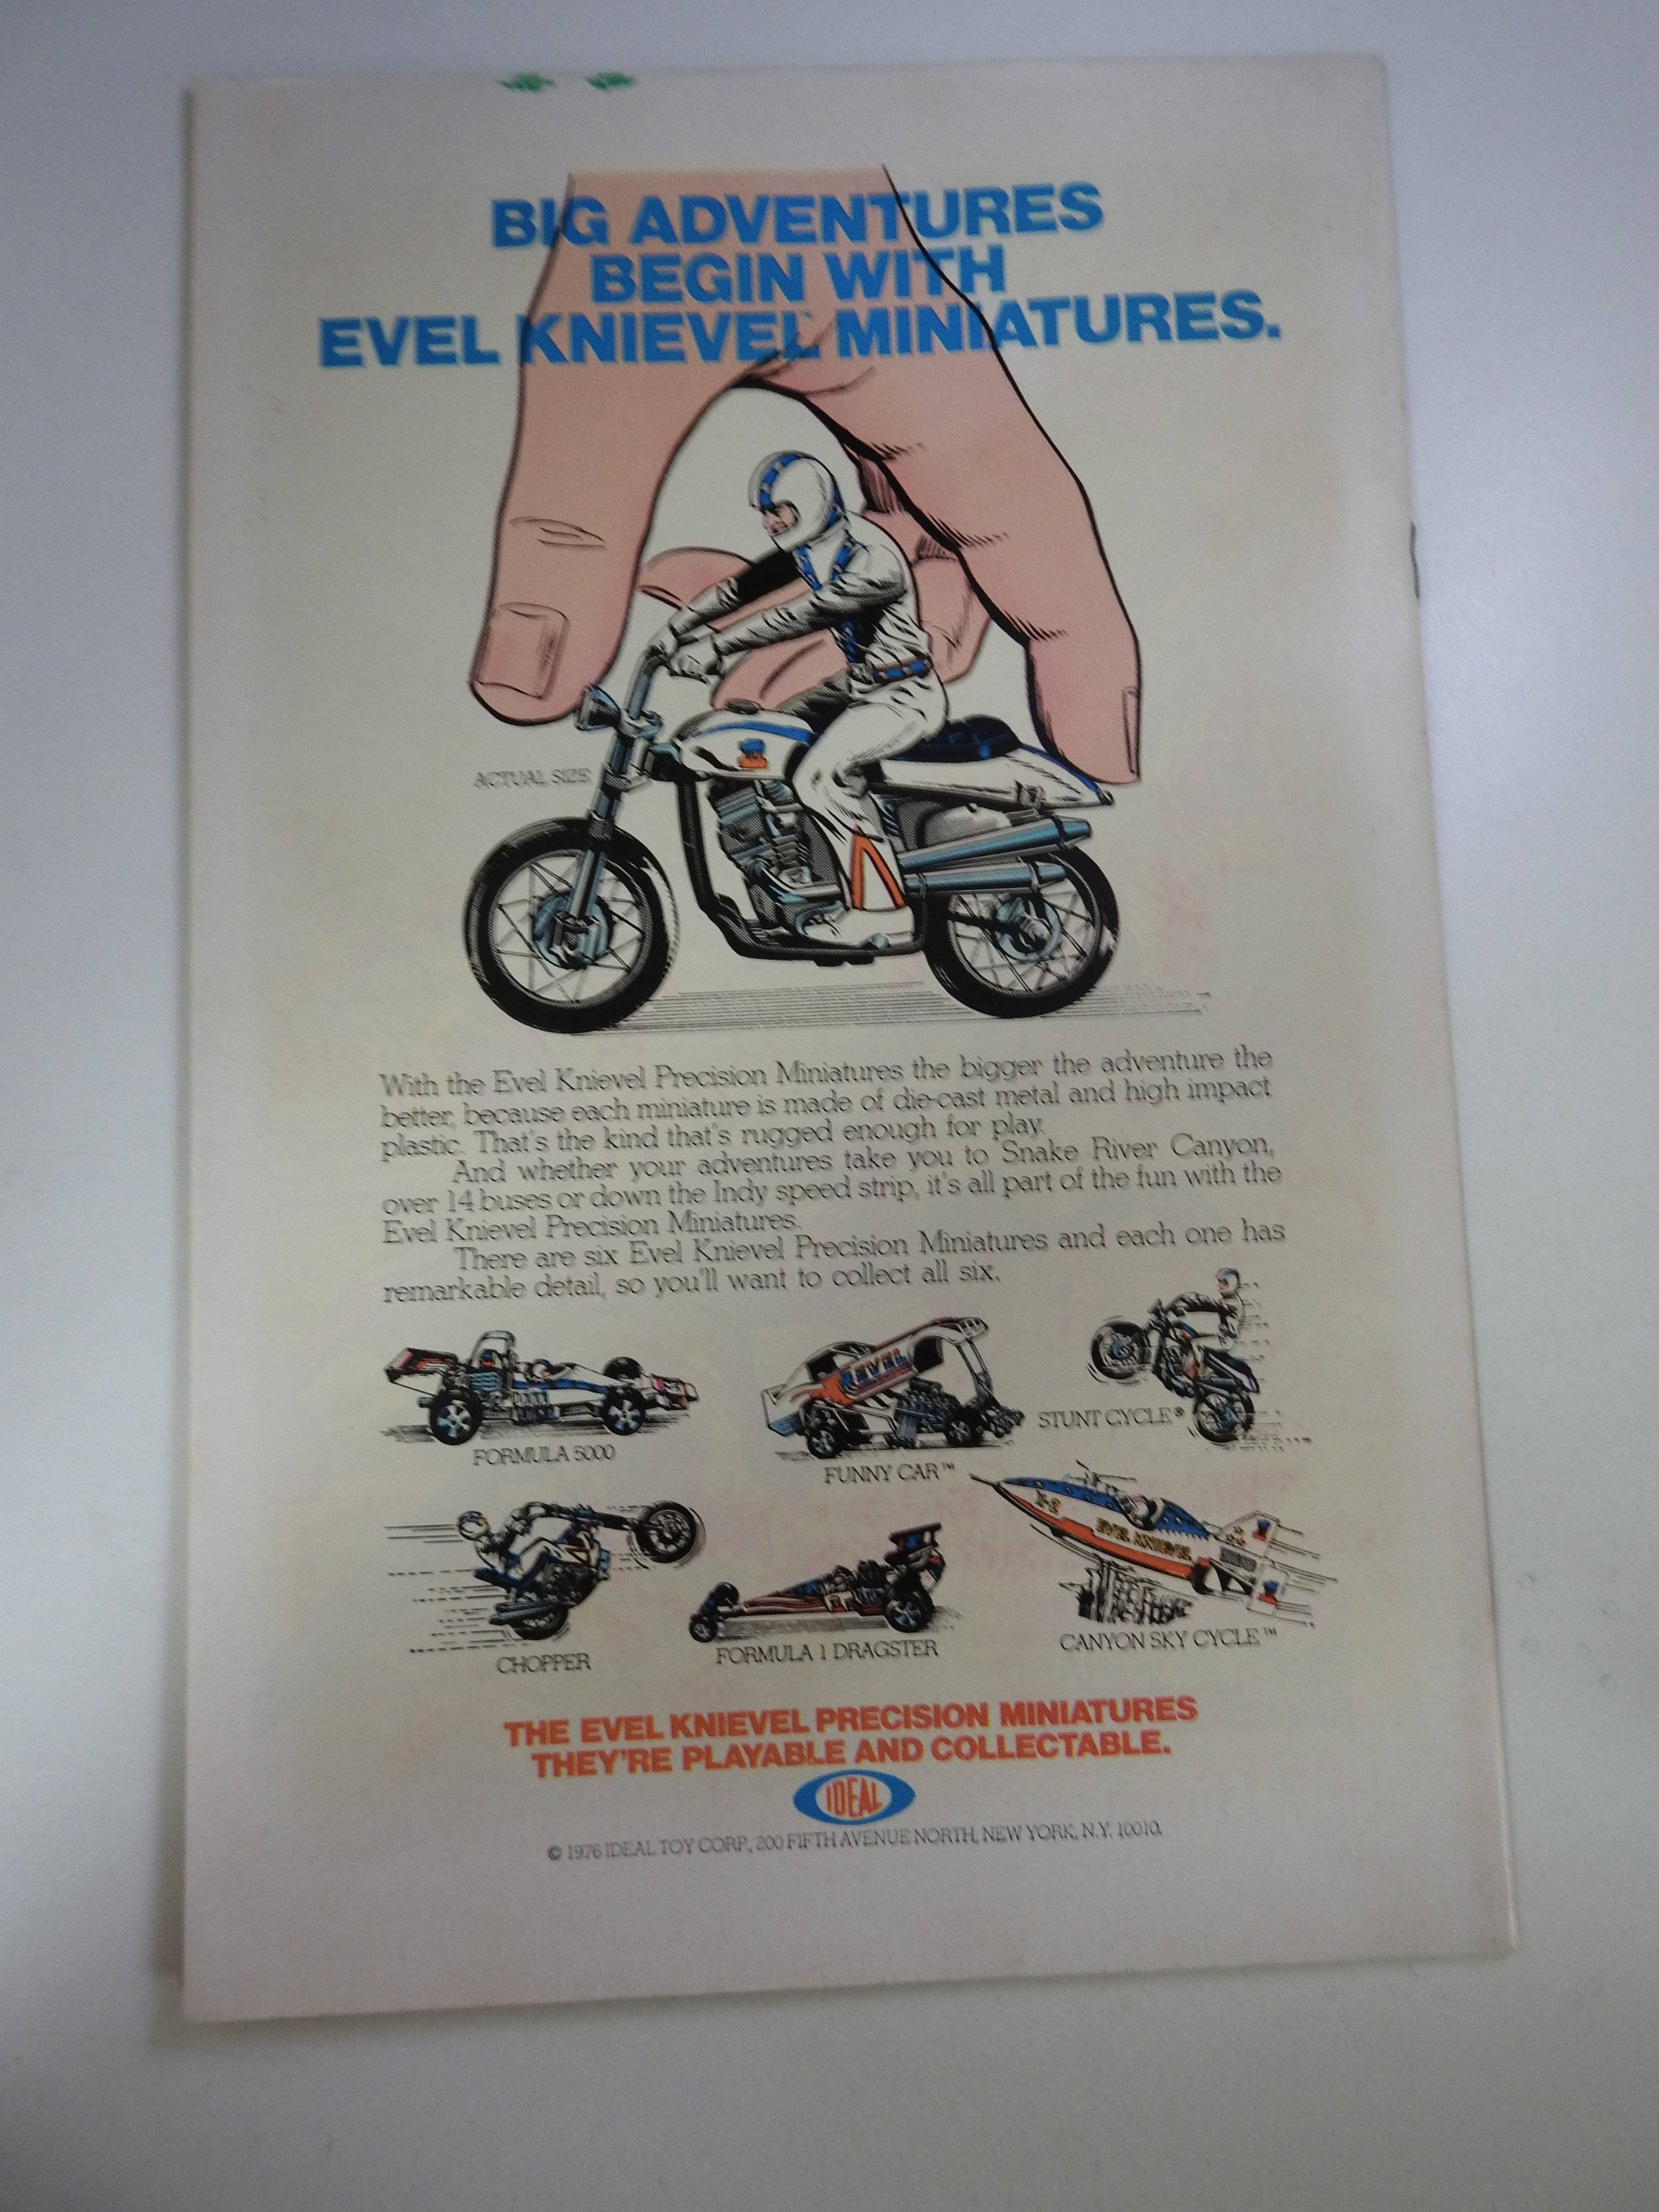 BIG ADVENTURES
BEGIN WITH
EVEL KNIEVEL™ MINIATURES.
ACTUAL SIZE
With the Evel Knievel Precision Miniatures the bigger the adventure the
better, because each miniature is made of die-cast metal and high impact
plastic. That's the kind that's rugged enough for play.
And whether your adventures take you to Snake River Canyon,
over 14 buses or down the Indy speed strip, it's all part of the fun with the
Evel Knievel Precision Miniatures.
There are six Evel Knievel Precision Miniatures and each one has
remarkable detail, so you'll want to collect all six.
EVEL
STUNT CYCLE®
FORMULA 5000
FUNNY CAR™
X-2
EVEL KNIEVEL
CHOPPER
FORMULA 1 DRAGSTER
CANYON SKY CYCLE™
THE EVEL KNIEVEL PRECISION MINIATURES
THEY'RE PLAYABLE AND COLLECTABLE.
IDEAL
© 1976 IDEAL TOY CORP., 200 FIFTH AVENUE NORTH, NEW YORK, N.Y. 10010.